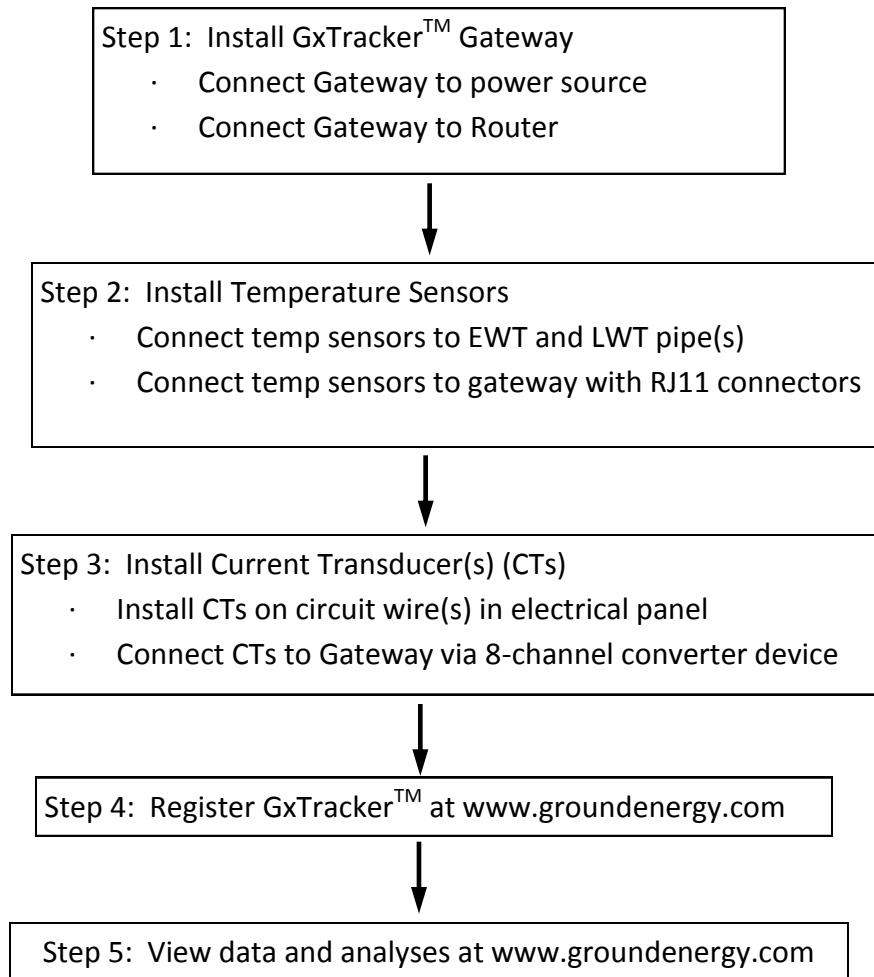 Step 1:  Install GxTracker™ Gateway
· Connect Gateway to power source
· Connect Gateway to Router
Step 2:  Install Temperature Sensors
· Connect temp sensors to EWT and LWT pipe(s)
· Connect temp sensors to gateway with RJ11 connectors
Step 3:  Install Current Transducer(s) (CTs)
· Install CTs on circuit wire(s) in electrical panel
· Connect CTs to Gateway via 8-channel converter device
Step 4:  Register GxTracker™ at www.groundenergy.com
Step 5:  View data and analyses at www.groundenergy.com